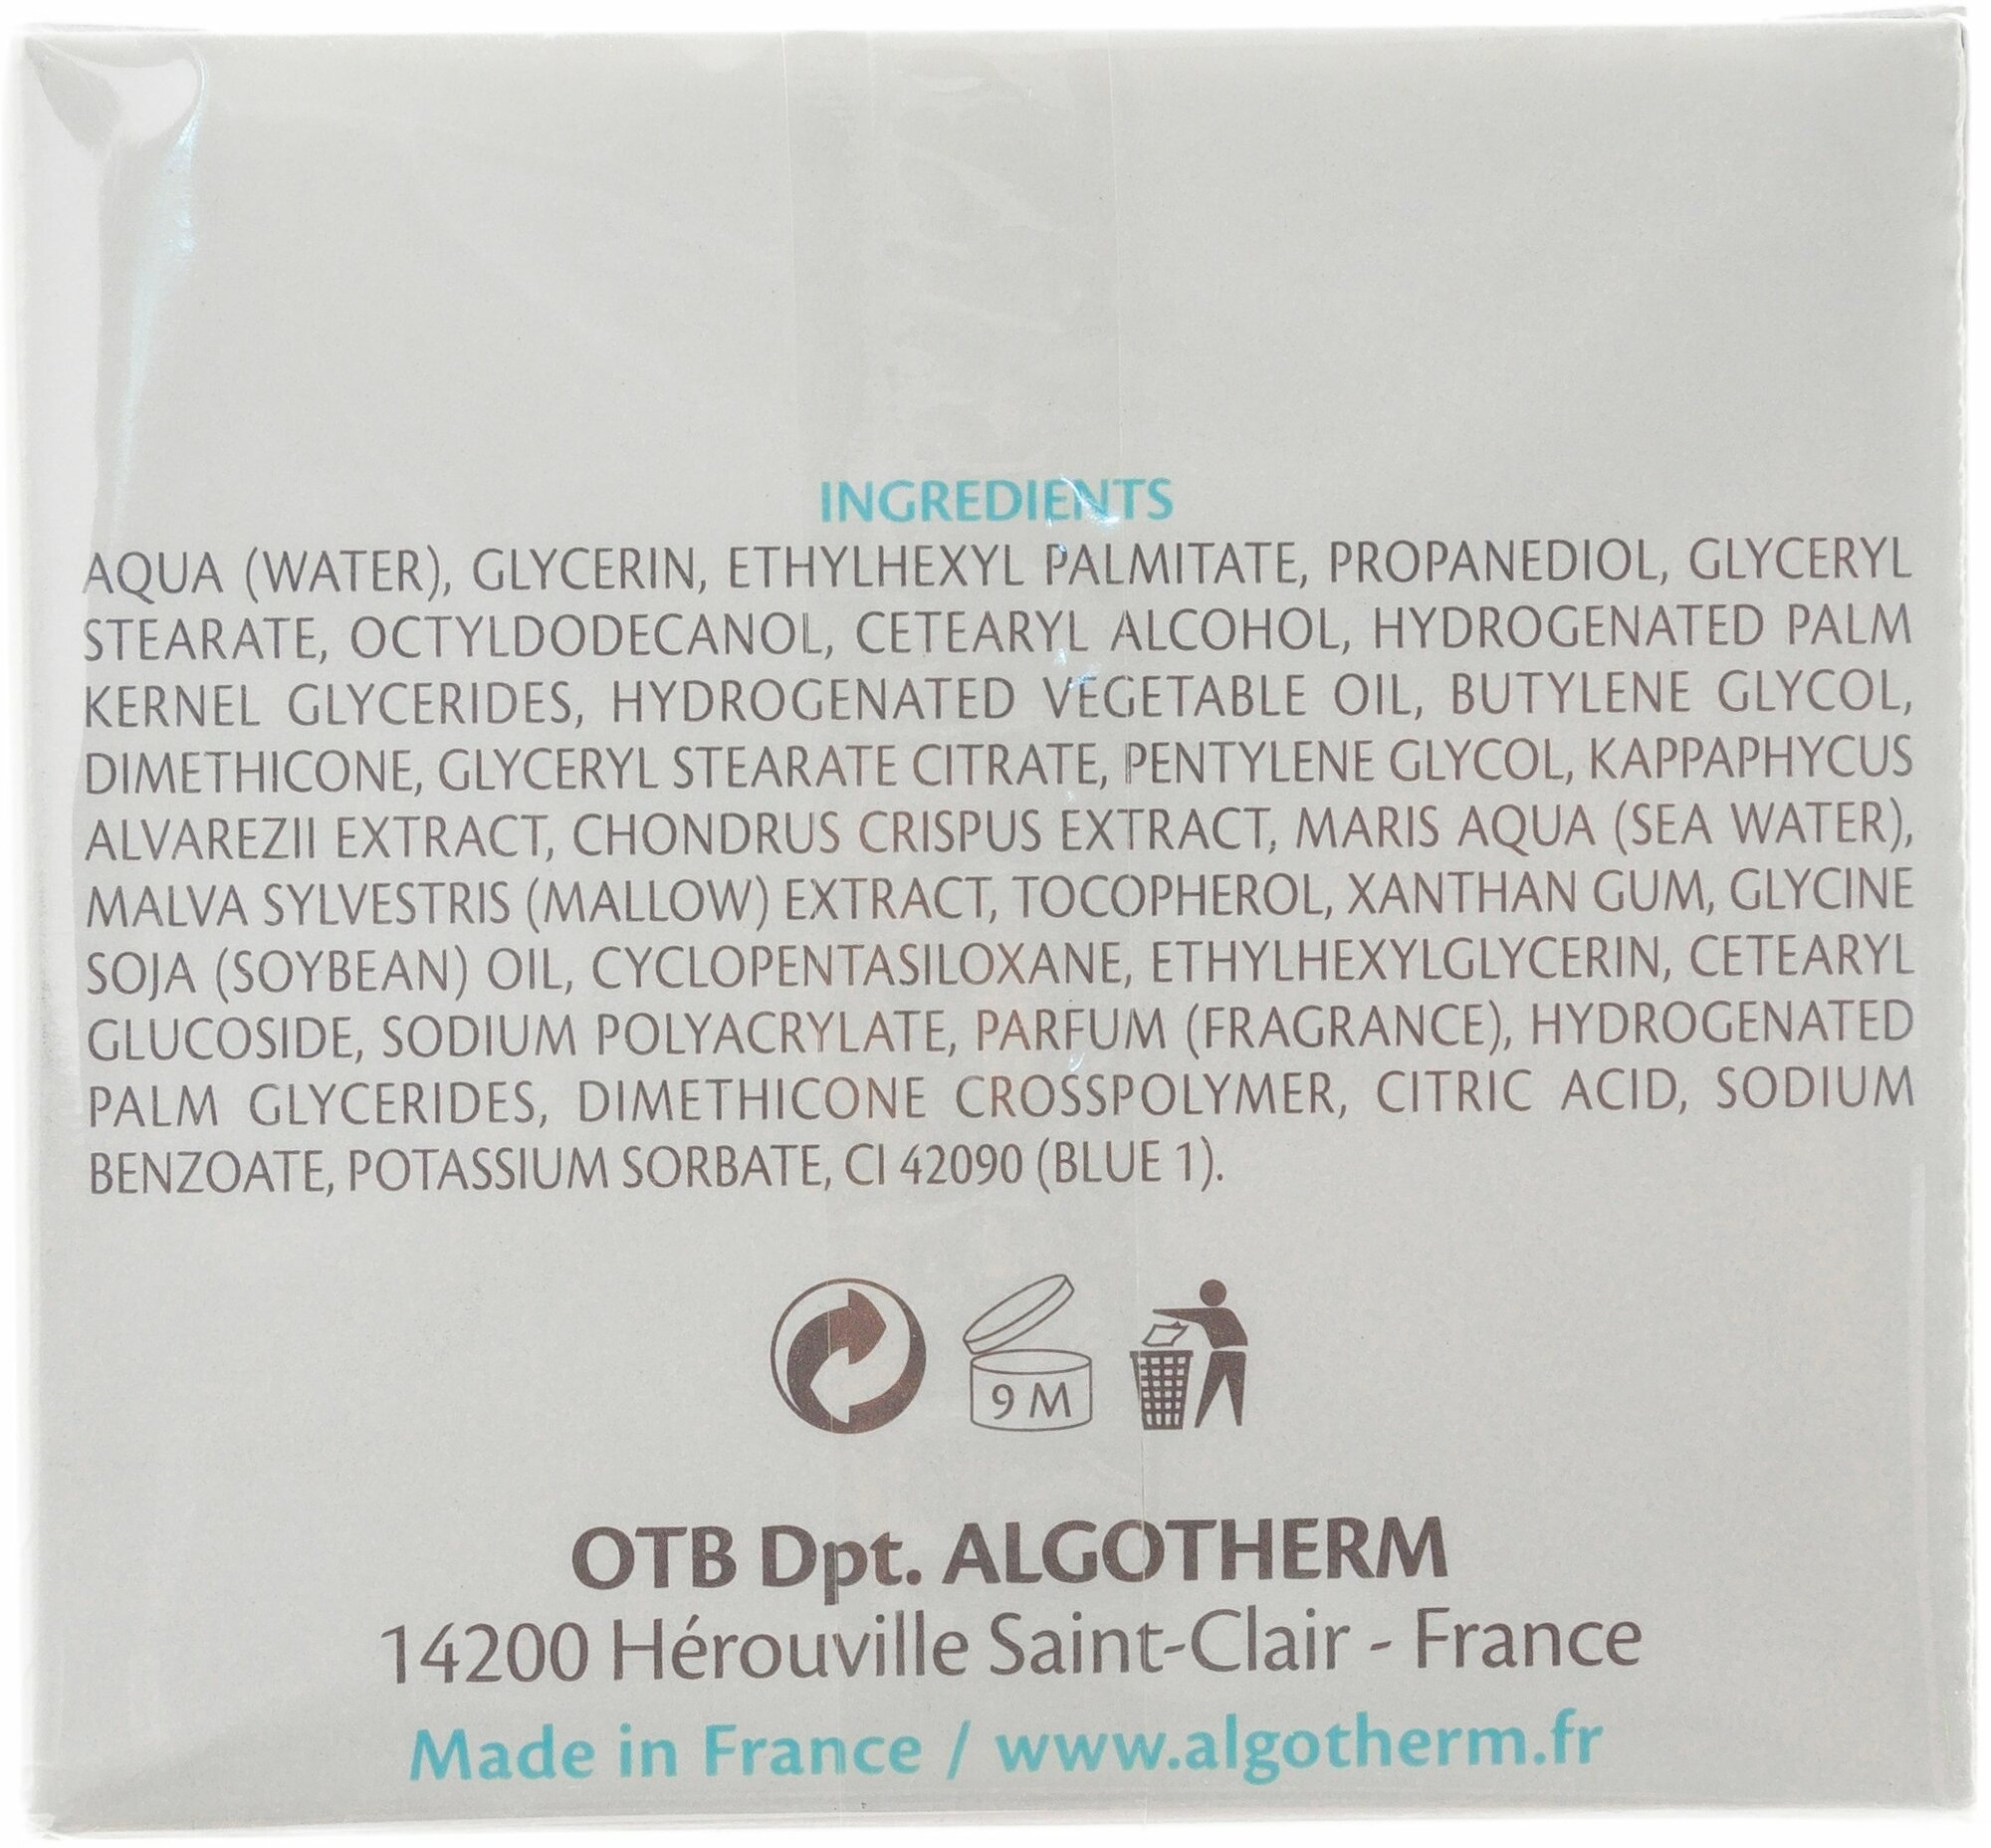 INGREDIENTS
AQUA (WATER), GLYCERIN, ETHYLHEXYL PALMITATE, PROPANEDIOL, GLYCERYL
STEARATE, OCTYLDODECANOL, CETEARYL ALCOHOL, HYDROGENATED PALM
KERNEL GLYCERIDES, HYDROGENATED VEGETABLE OIL, BUTYLENE GLYCOL,
DIMETHICONE, GLYCERYL STEARATE CITRATE, PENTYLENE GLYCOL, KAPPAPHYCUS
ALVAREZII EXTRACT, CHONDRUS CRISPUS EXTRACT, MARIS AQUA (SEA WATER),
MALVA SYLVESTRIS (MALLOW) EXTRACT, TOCOPHEROL, XANTHAN GUM, GLYCINE
SOJA (SOYBEAN) OIL, CYCLOPENTASILOXANE, ETHYLHEXYLGLYCERIN, CETEARYL
GLUCOSIDE, SODIUM POLYACRYLATE, PARFUM (FRAGRANCE), HYDROGENATED
PALM GLYCERIDES, DIMETHICONE CROSSPOLYMER, CITRIC ACID, SODIUM
BENZOATE, POTASSIUM SORBATE, CI 42090 (BLUE 1).
9 M
OTB Dpt. ALGOTHERM
14200 Hérouville Saint-Clair - France
Made in France / www.algotherm.fr